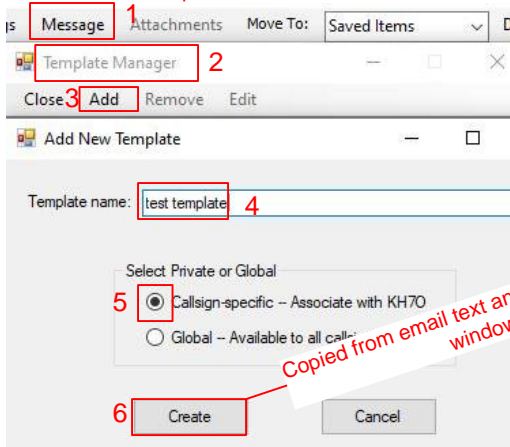 s Message 1 Attachments Move To: Saved Items D
Template Manager 2
Close 3 Add Remove Edit
Add New Template
Template name: test template 4
Select Private or Global
5 Callsign-specific -- Associate with KH7O
Global -- Available to all
Copied from email text
window
6 Create Cancel